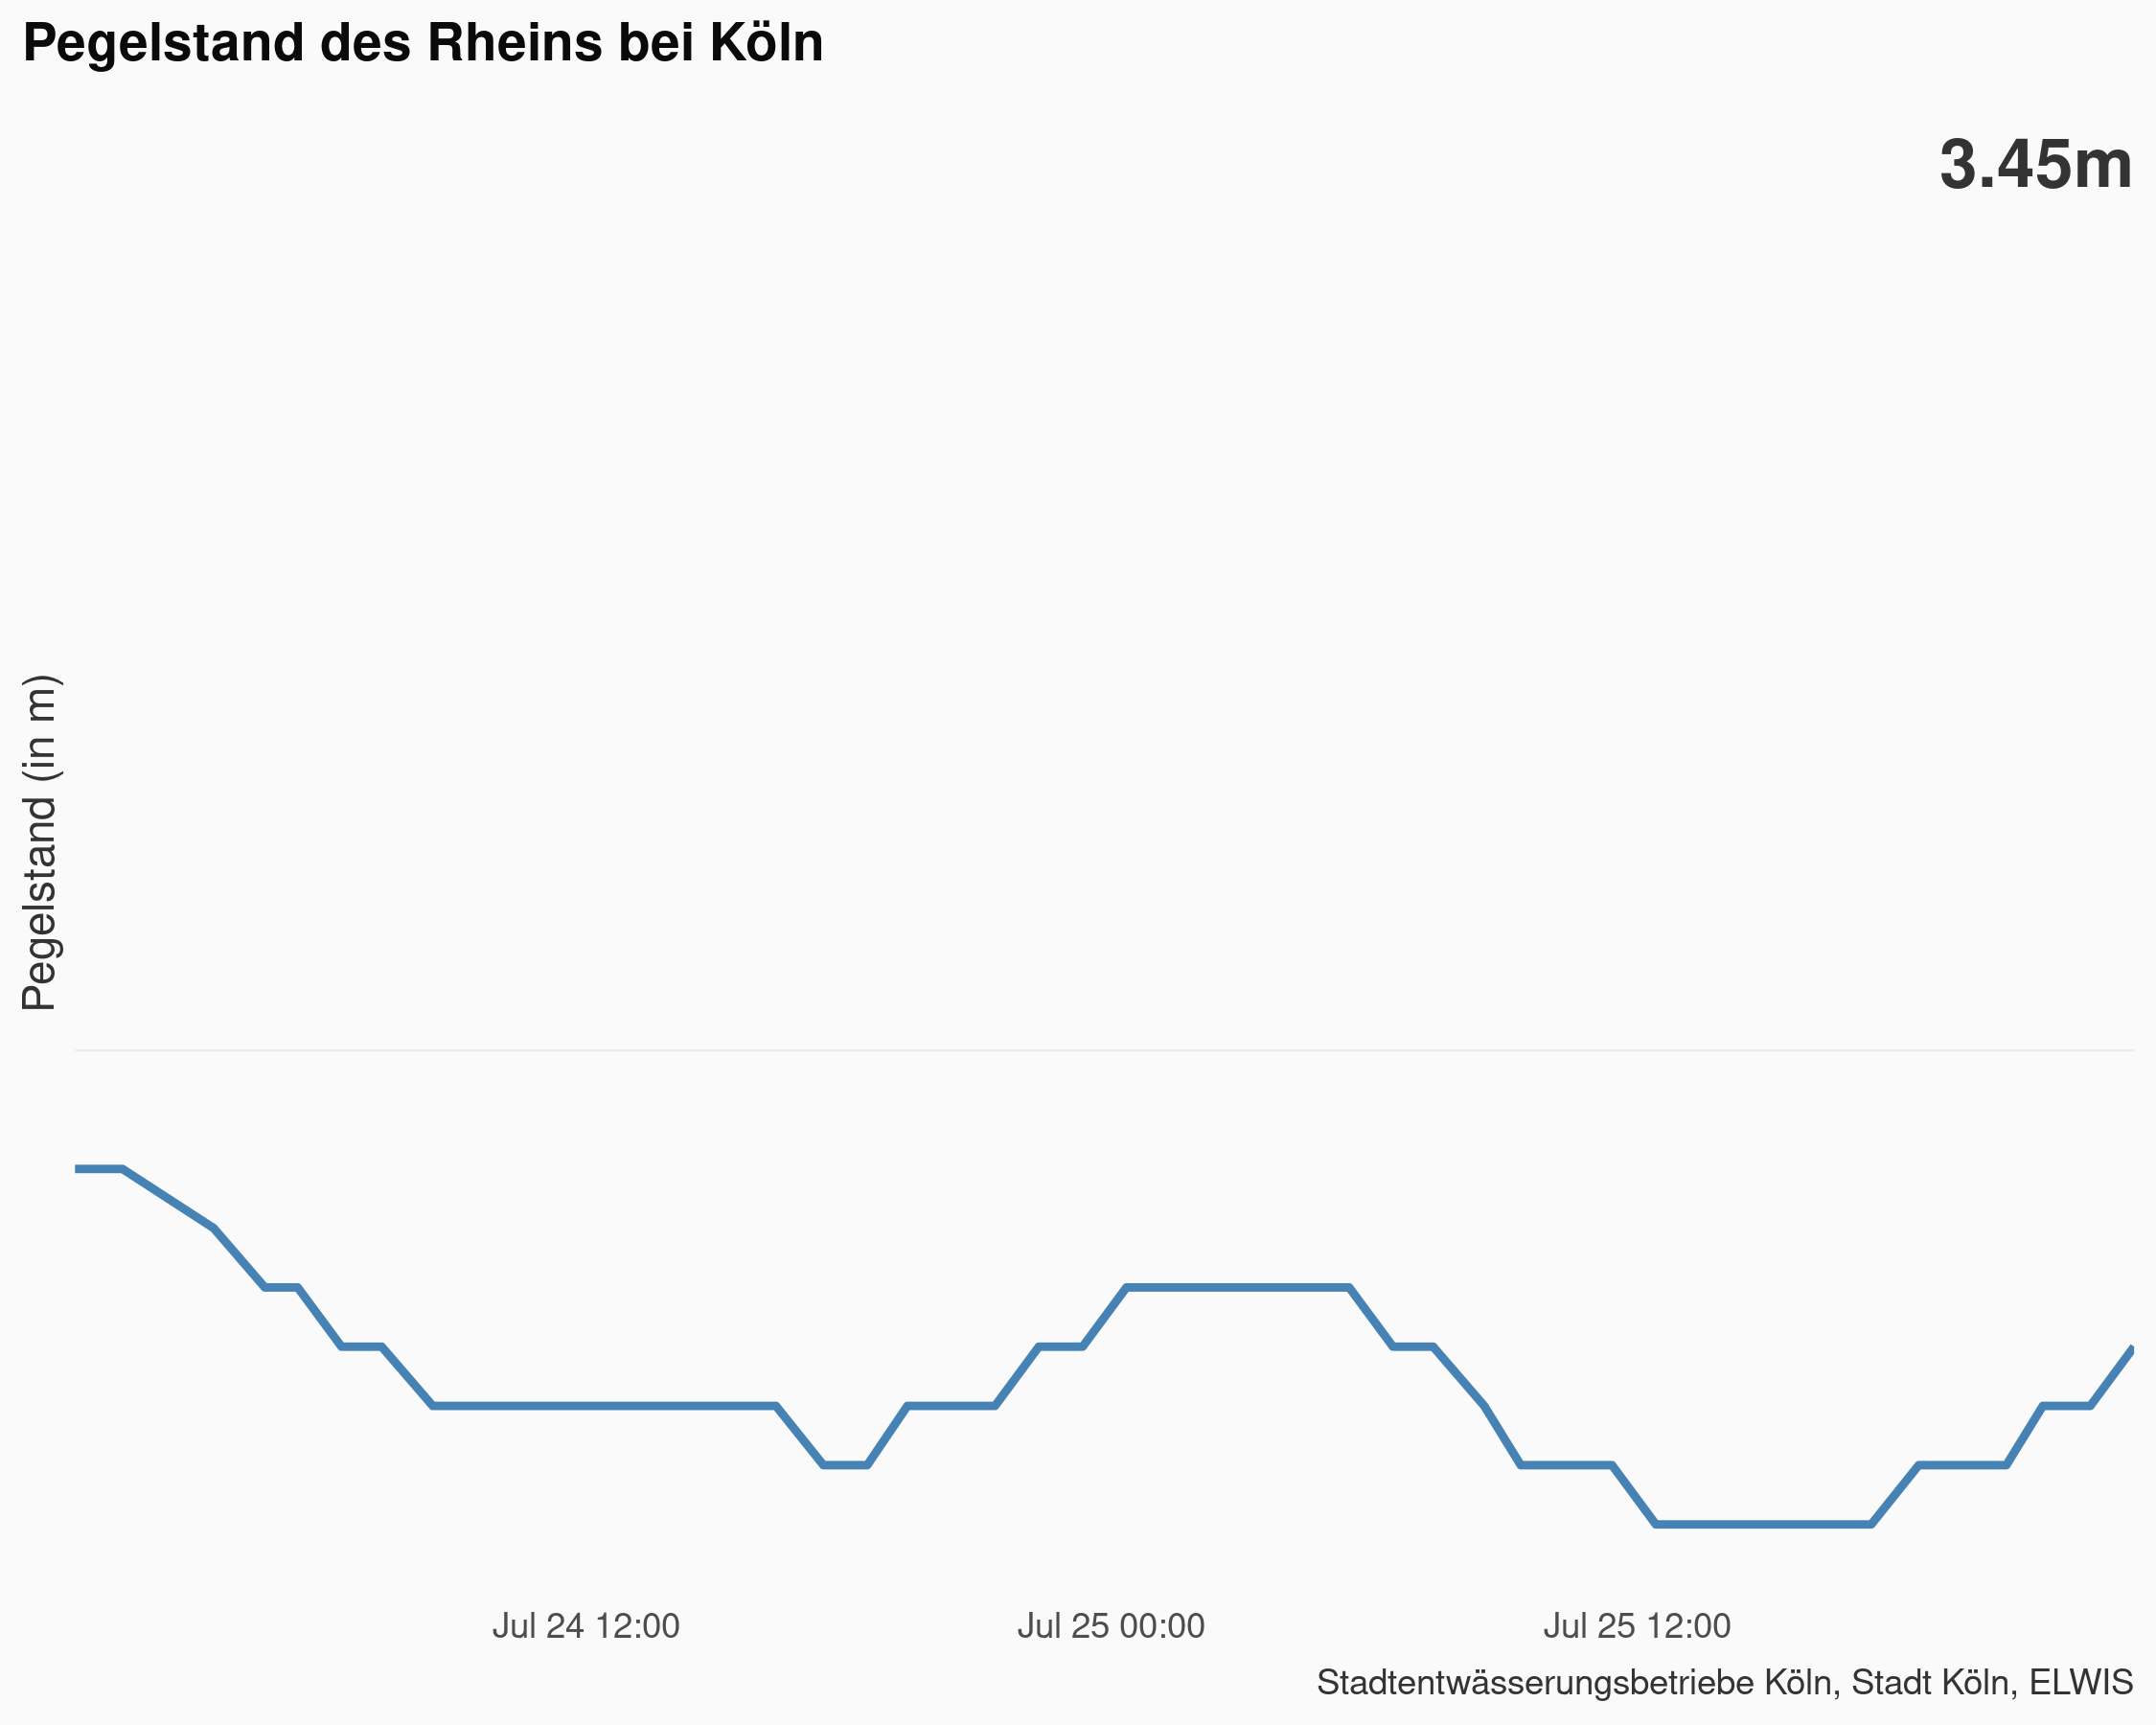 Pegelstand des Rheins bei Köln
3.45m
Pegelstand (in m)
Jul 24 12:00
Jul 25 00:00
Jul 25 12:00
Stadtentwässerungsbetriebe Köln, Stadt Köln, ELWIS